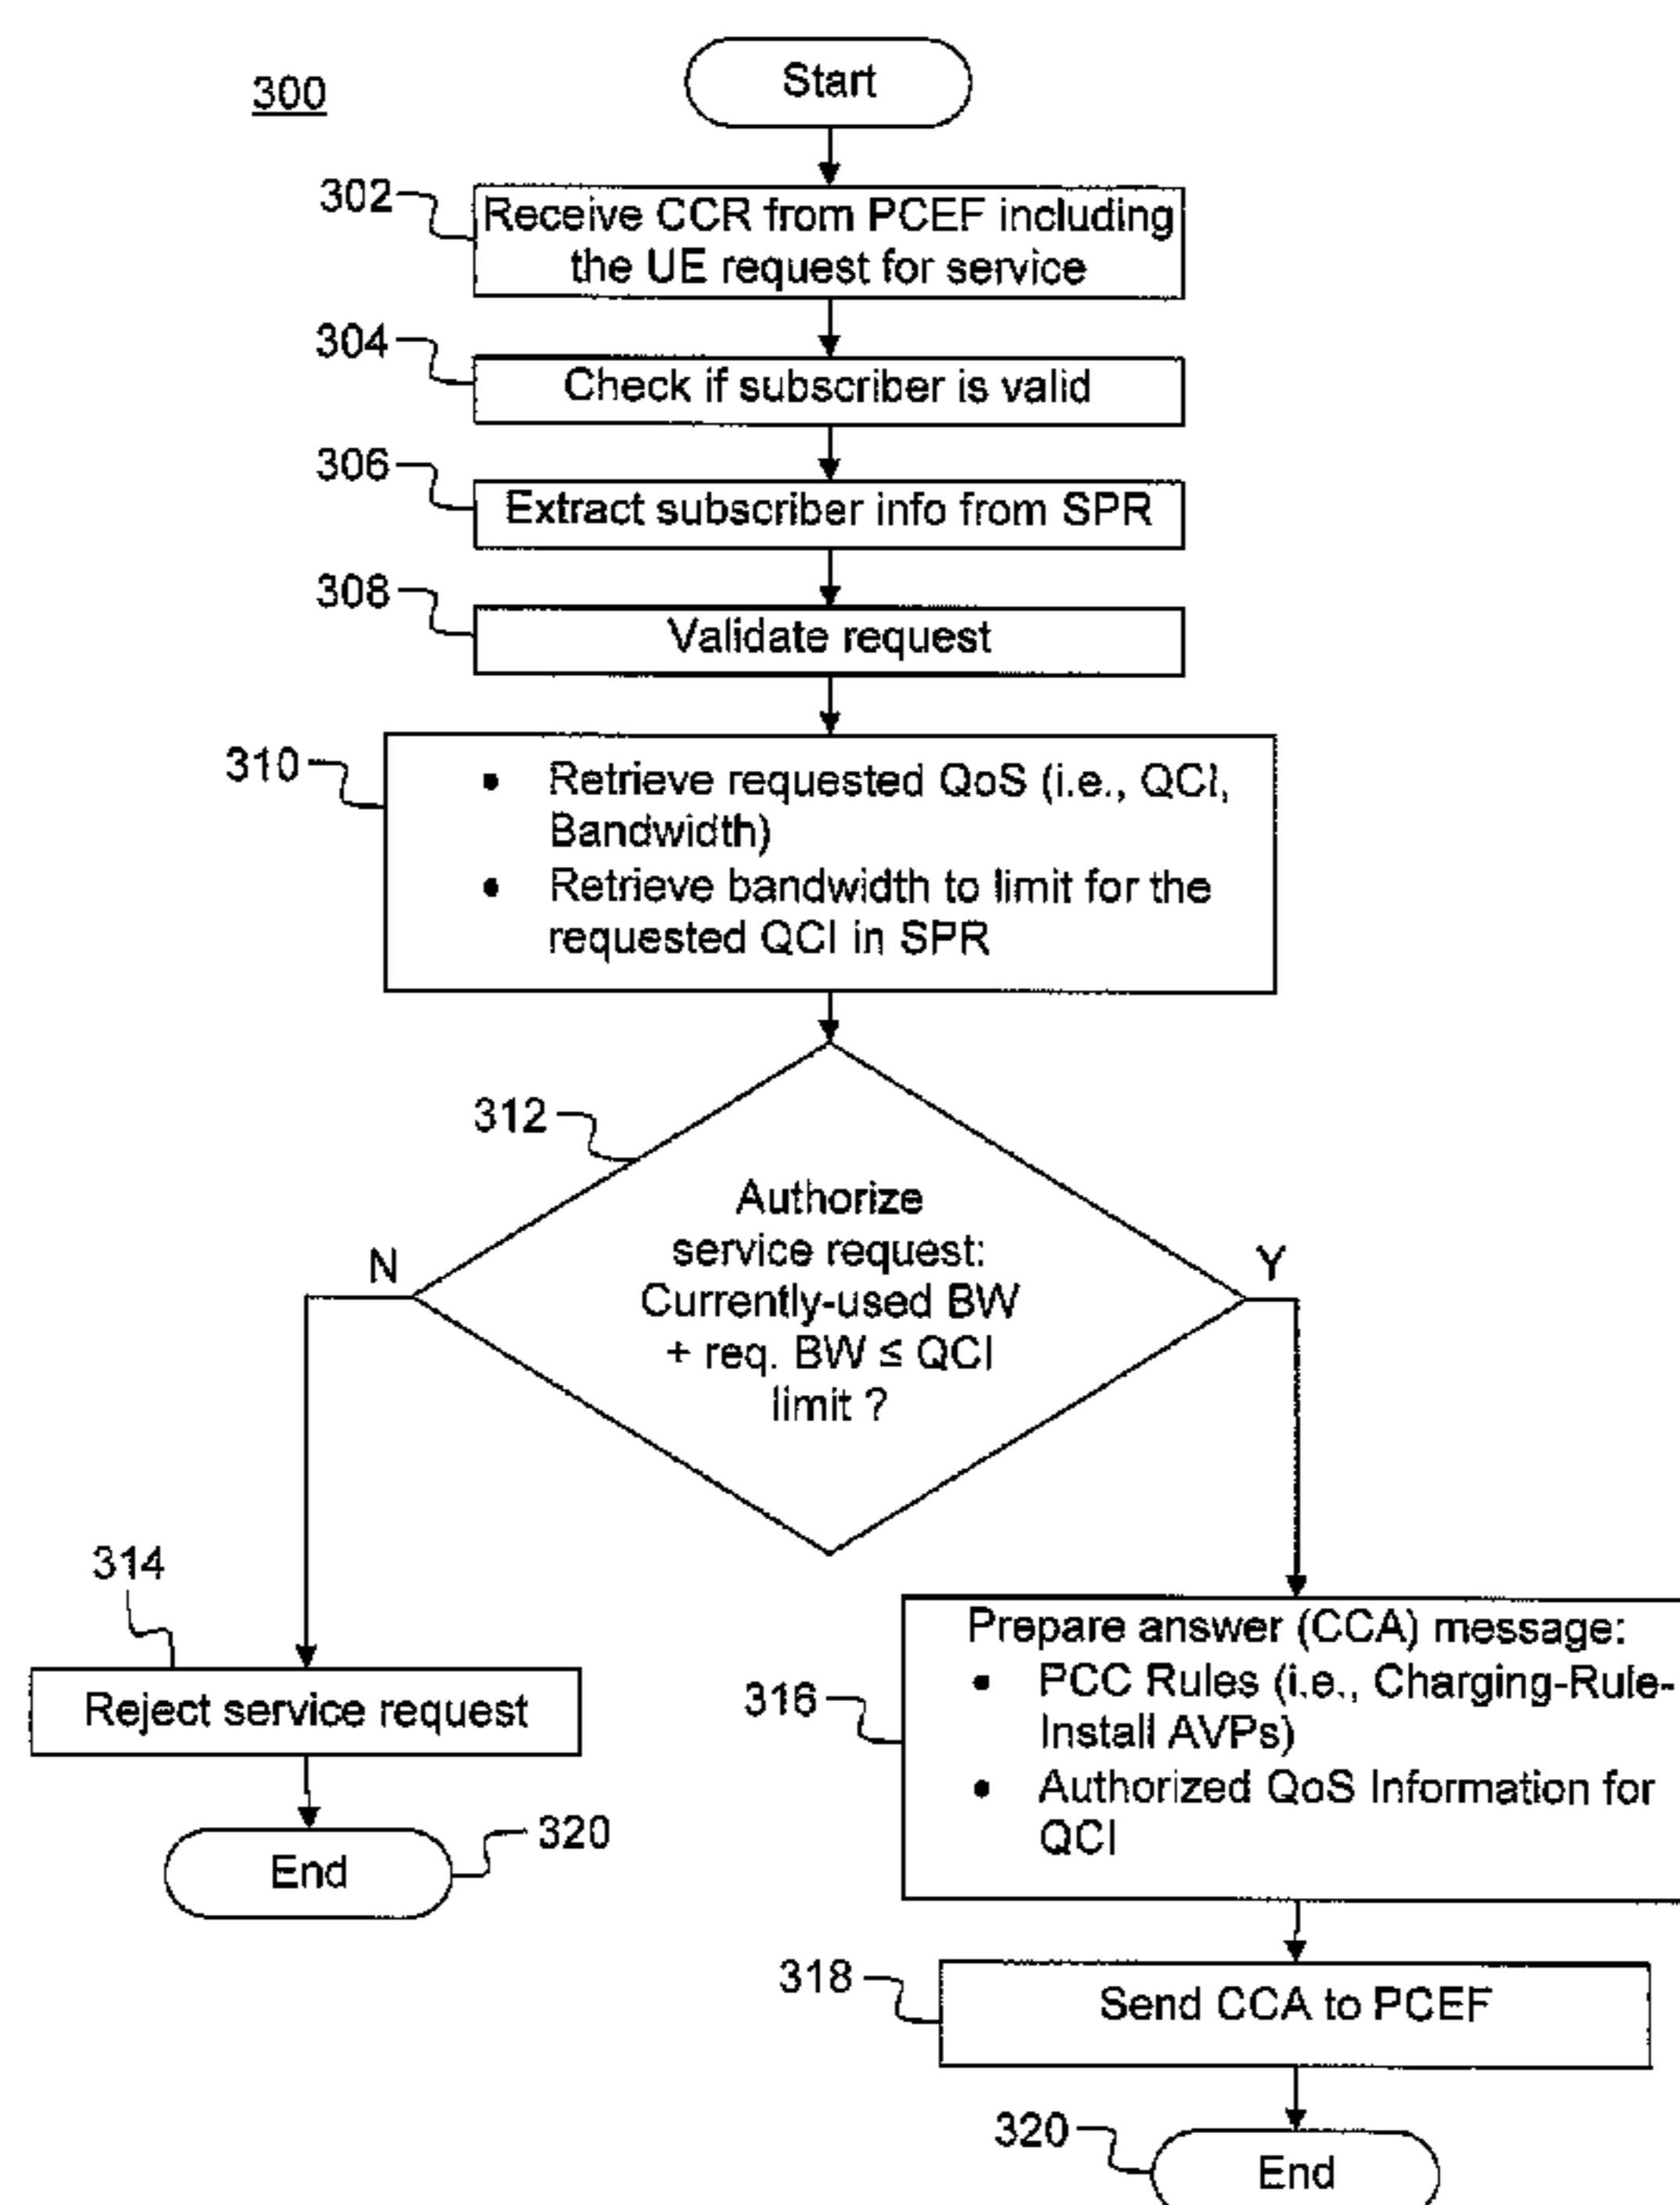 300
Start
302
Receive CCR from PCEF including
the UE request for service
304
Check if subscriber is valid
306
Extract subscriber info from SPR
308
Validate request
310
• Retrieve requested QoS (i.e., QCI,
Bandwidth)
• Retrieve bandwidth to limit for the
requested QCI in SPR
312
Authorize
service request:
Currently-used BW
+ req. BW ≤ QCI
limit ?
N
Y
314
Reject service request
320
End
316
Prepare answer (CCA) message:
• PCC Rules (i.e., Charging-Rule-
Install AVPs)
• Authorized QoS Information for
QCI
318
Send CCA to PCEF
320
End